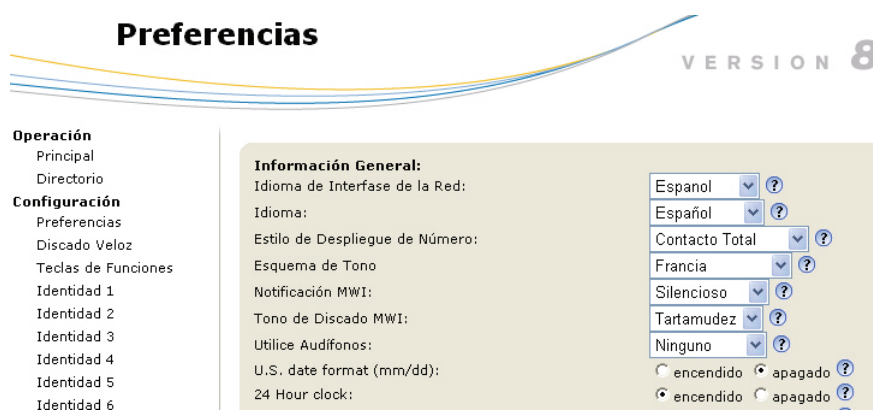 Preferencias
VERSION 8
Operación
Principal
Directorio
Configuración
Preferencias
Discado Veloz
Teclas de Funciones
Identidad 1
Identidad 2
Identidad 3
Identidad 4
Identidad 5
Identidad 6
Información General:
Idioma de Interfase de la Red: Espanol ?
Idioma: Español ?
Estilo de Despliegue de Número: Contacto Total ?
Esquema de Tono Francia ?
Notificación MWI: Silencioso ?
Tono de Discado MWI: Tartamudez ?
Utilice Audífonos: Ninguno ?
U.S. date format (mm/dd): encendido apagado ?
24 Hour clock: encendido apagado ?